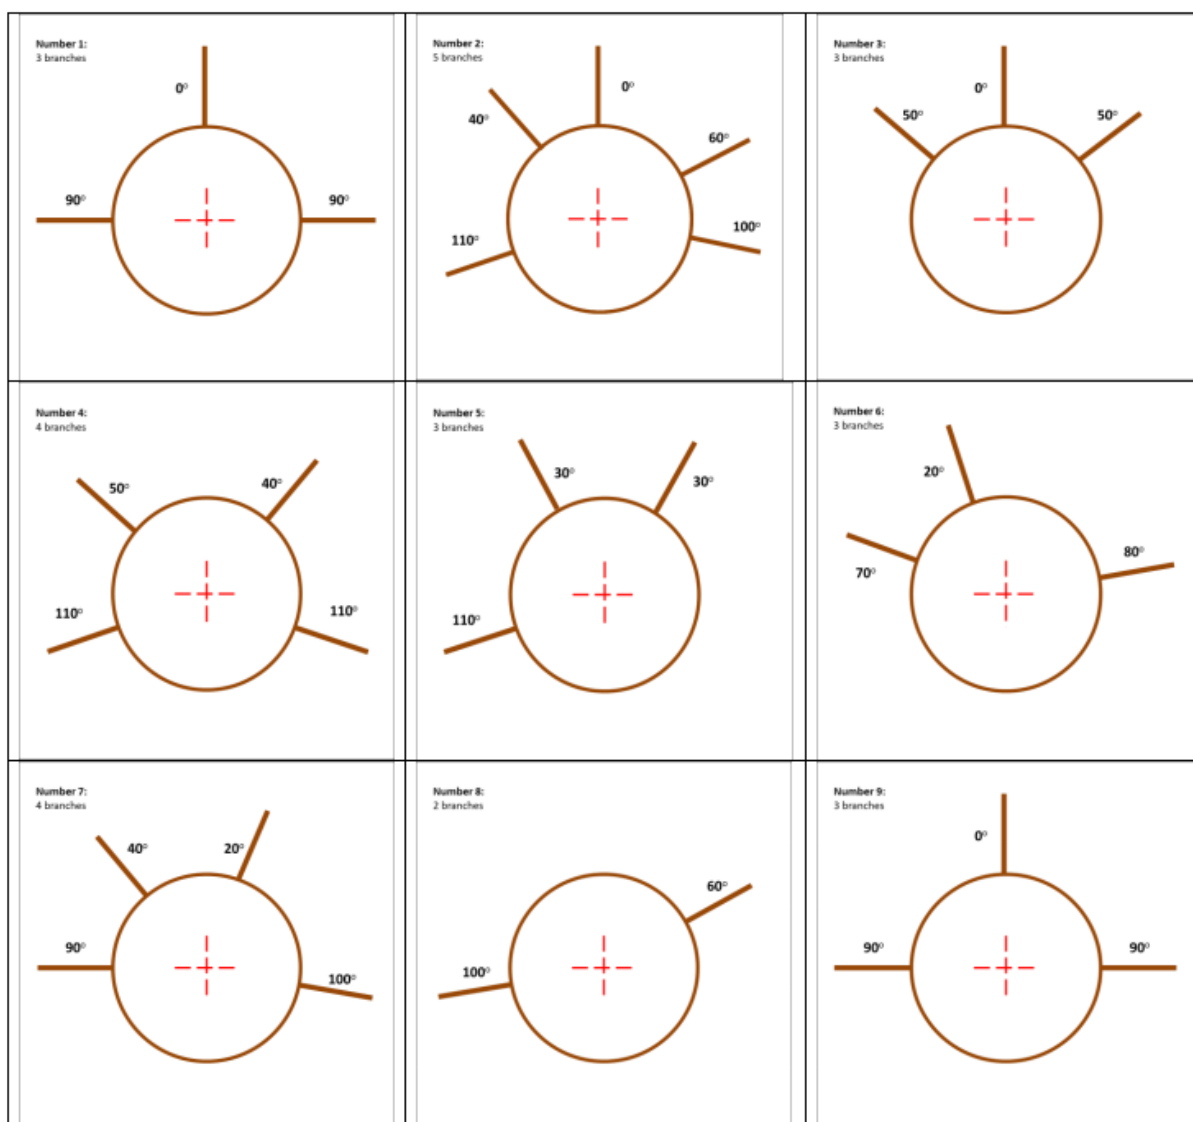 Number 1:
3 branches
0°
90°
90°
Number 2:
5 branches
0°
40°
60°
110°
100°
Number 3:
3 branches
0°
50°
50°
Number 4:
4 branches
50°
40°
110°
110°
Number 5:
3 branches
30°
30°
110°
Number 6:
3 branches
20°
80°
70°
Number 7:
4 branches
40°
20°
90°
100°
Number 8:
2 branches
60°
100°
Number 9:
3 branches
0°
90°
90°